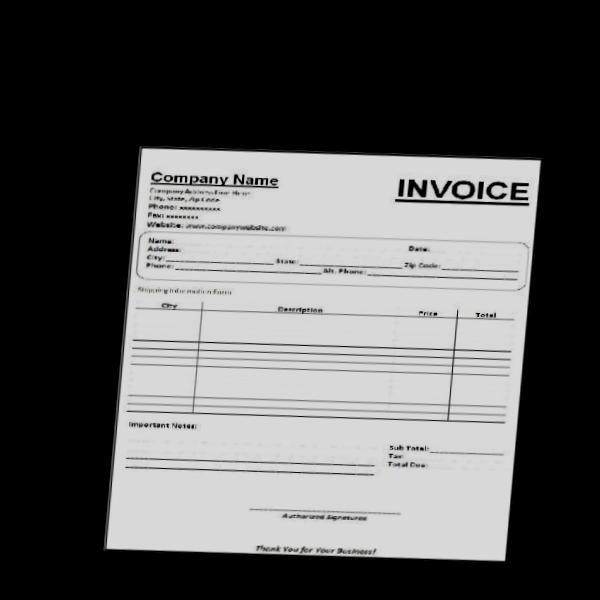 Company Name
INVOICE
Company Address Line Here
City, State, Zip Code
Phone: xxxxxxxxxx
Fax: xxxxxxxx
Website: www.companywebsite.com
Name: Date:
Address:
City: State: Zip Code:
Phone: Alt. Phone:
Shipping Information Form
City Description Price Total
Important Notes:
Sub Total:
Tax:
Total Due:
Authorized Signatures
Thank You for Your Business!